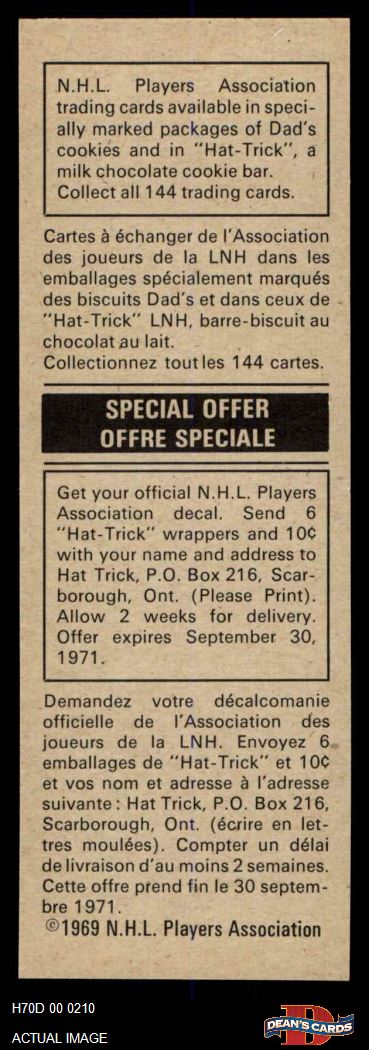 N.H.L. Players Association
trading cards available in speci-
ally marked packages of Dad's
cookies and in "Hat-Trick", a
milk chocolate cookie bar.
Collect all 144 trading cards.
Cartes à échanger de l'Association
des joueurs de la LNH dans les
emballages spécialement marqués
des biscuits Dad's et dans ceux de
"Hat-Trick" LNH, barre-biscuit au
chocolat au lait.
Collectionnez toutles 144 cartes.
SPECIAL OFFER
OFFRE SPECIALE
Get your official N.H.L. Players
Association decal. Send 6
"Hat-Trick" wrappers and 10¢
with your name and address to
Hat Trick, P.O. Box 216, Scar-
borough, Ont. (Please Print).
Allow 2 weeks for delivery.
Offer expires September 30,
1971.
Demandez votre décalcomanie
officielle de l'Association des
joueurs de la LNH. Envoyez 6
emballages de "Hat-Trick" et 10¢
et vos nom et adresse à l'adresse
suivante: Hat Trick, P.O. Box 216,
Scarborough, Ont. (écrire en let-
tres moulées). Compter un délai
de livraison d'au moins 2 semaines.
Cette offre prend fin le 30 septem-
bre 1971.
©1969 N.H.L. Players Association
H70D 00 0210
ACTUAL IMAGE
D
DEAN'S CARDS